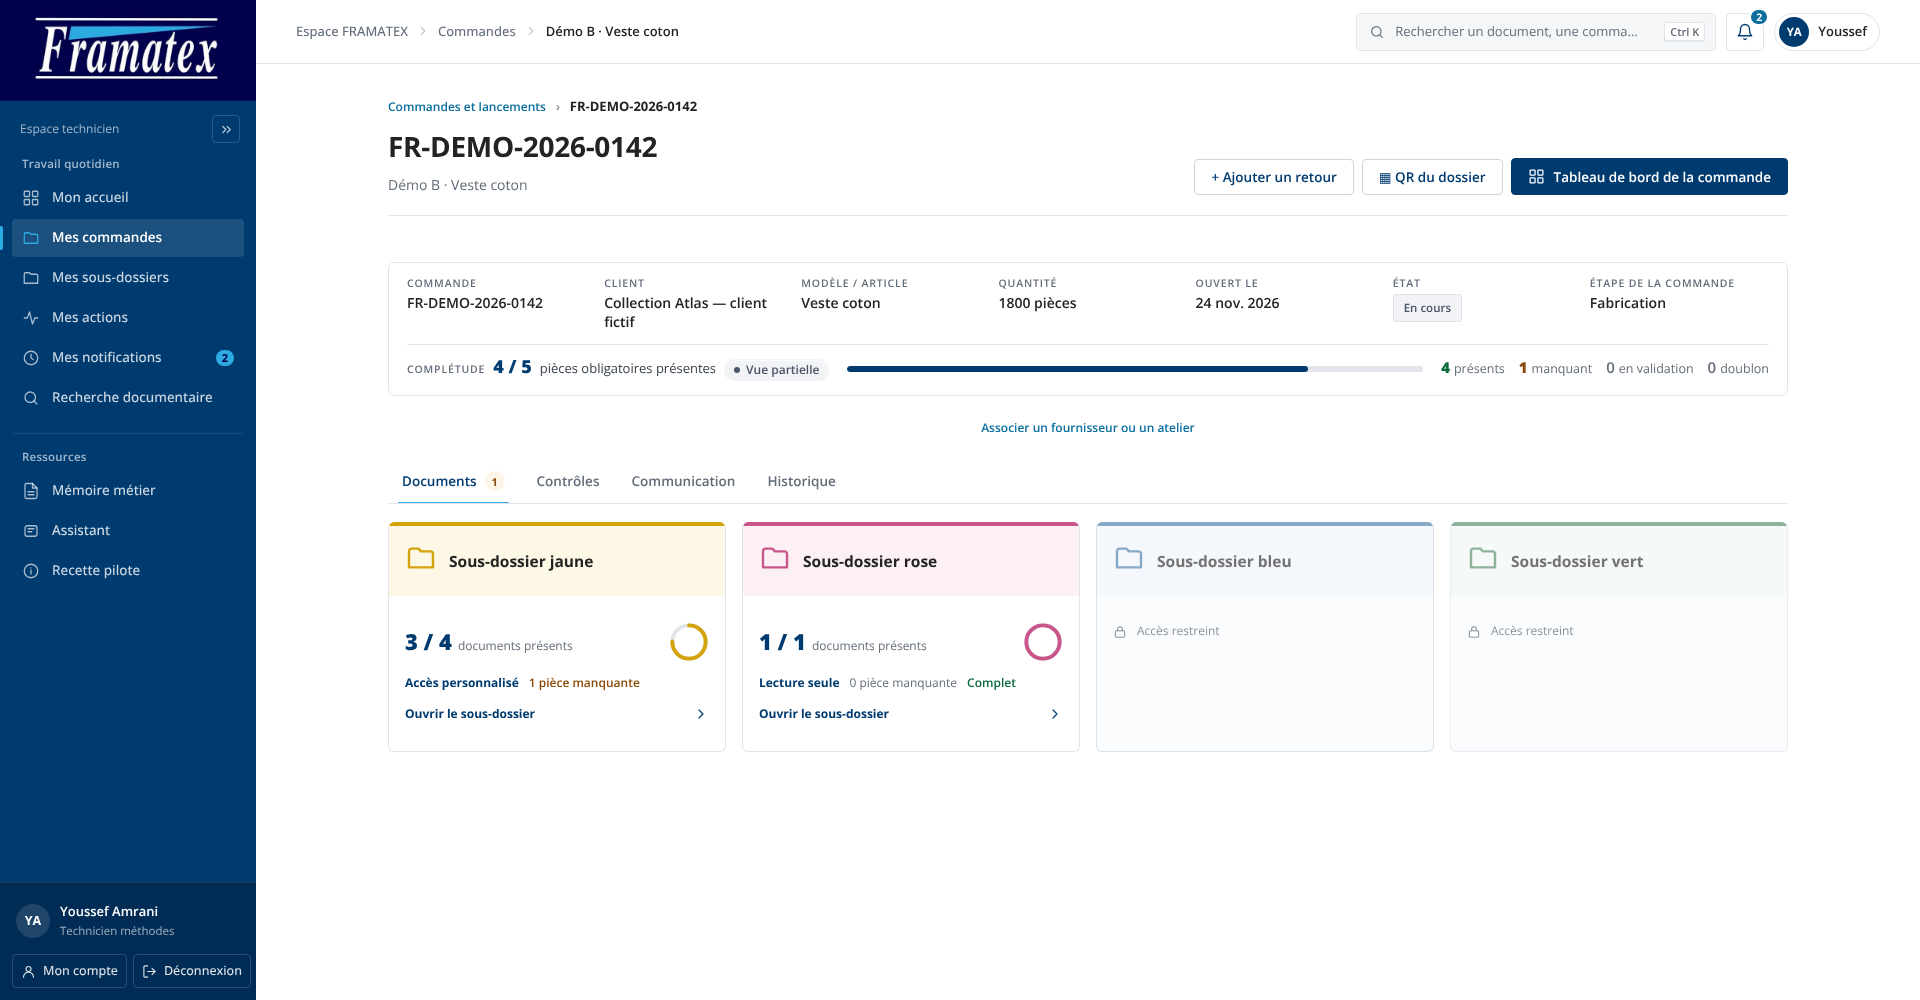 Framatex
Espace FRAMATEX
Commandes
Démo B · Veste coton
Rechercher un document, une comma...
Ctrl K
2
YA
Youssef
Espace technicien
Travail quotidien
Mon accueil
Mes commandes
Mes sous-dossiers
Mes actions
Mes notifications
2
Recherche documentaire
Ressources
Mémoire métier
Assistant
Recette pilote
YA
Youssef Amrani
Technicien méthodes
Mon compte
Déconnexion
Commandes et lancements › FR-DEMO-2026-0142
FR-DEMO-2026-0142
Démo B · Veste coton
+ Ajouter un retour
QR du dossier
Tableau de bord de la commande
COMMANDE
FR-DEMO-2026-0142
CLIENT
Collection Atlas — client
fictif
MODÈLE / ARTICLE
Veste coton
QUANTITÉ
1800 pièces
OUVERT LE
24 nov. 2026
ÉTAT
En cours
ÉTAPE DE LA COMMANDE
Fabrication
COMPLÉTUDE 4 / 5 pièces obligatoires présentes
Vue partielle
4 présents
1 manquant
0 en validation
0 doublon
Associer un fournisseur ou un atelier
Documents 1
Contrôles
Communication
Historique
Sous-dossier jaune
3 / 4 documents présents
Accès personnalisé 1 pièce manquante
Ouvrir le sous-dossier
Sous-dossier rose
1 / 1 documents présents
Lecture seule 0 pièce manquante Complet
Ouvrir le sous-dossier
Sous-dossier bleu
Accès restreint
Sous-dossier vert
Accès restreint